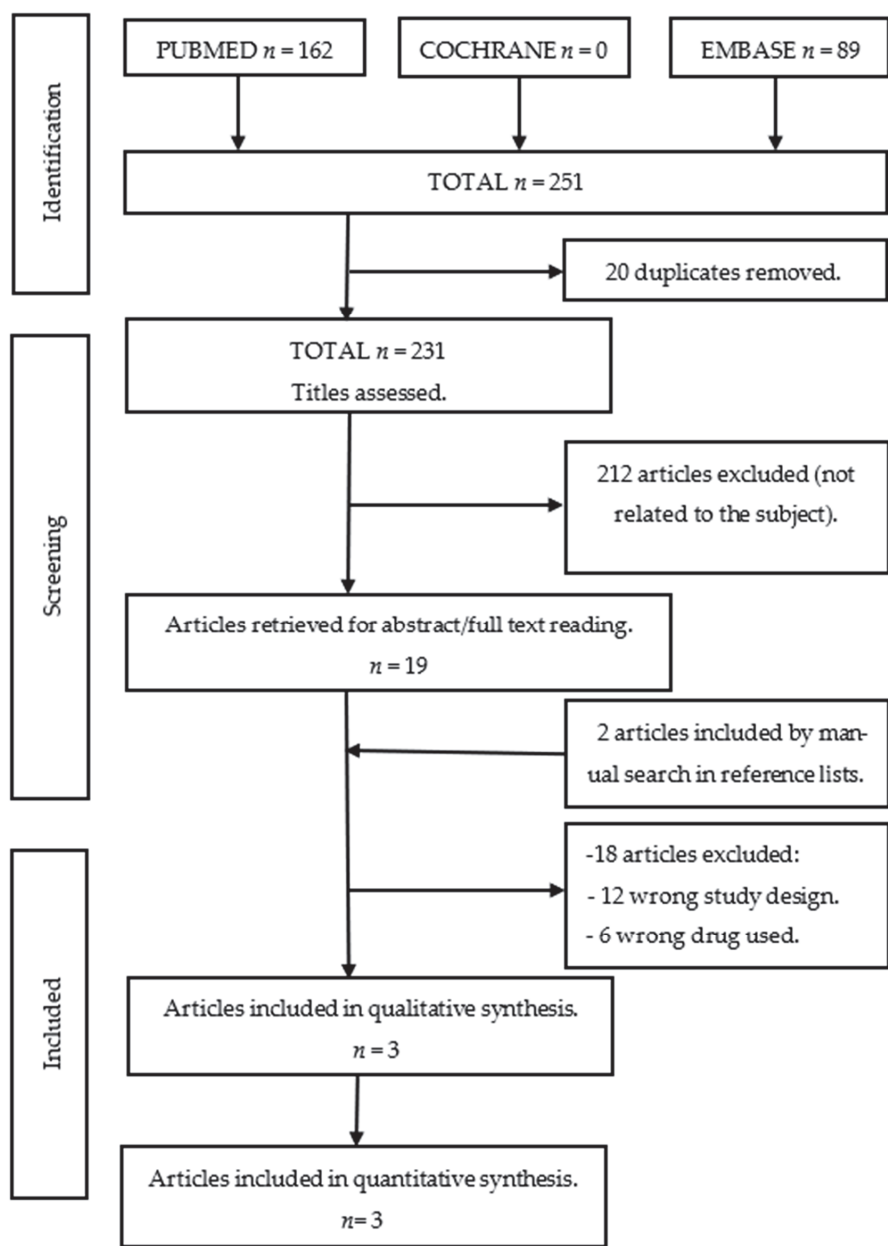 Identification
PUBMED n = 162
COCHRANE n = 0
EMBASE n = 89
TOTAL n = 251
20 duplicates removed.
Screening
TOTAL n = 231
Titles assessed.
212 articles excluded (not
related to the subject).
Articles retrieved for abstract/full text reading.
n = 19
2 articles included by man-
ual search in reference lists.
Included
-18 articles excluded:
- 12 wrong study design.
- 6 wrong drug used.
Articles included in qualitative synthesis.
n = 3
Articles included in quantitative synthesis.
n= 3